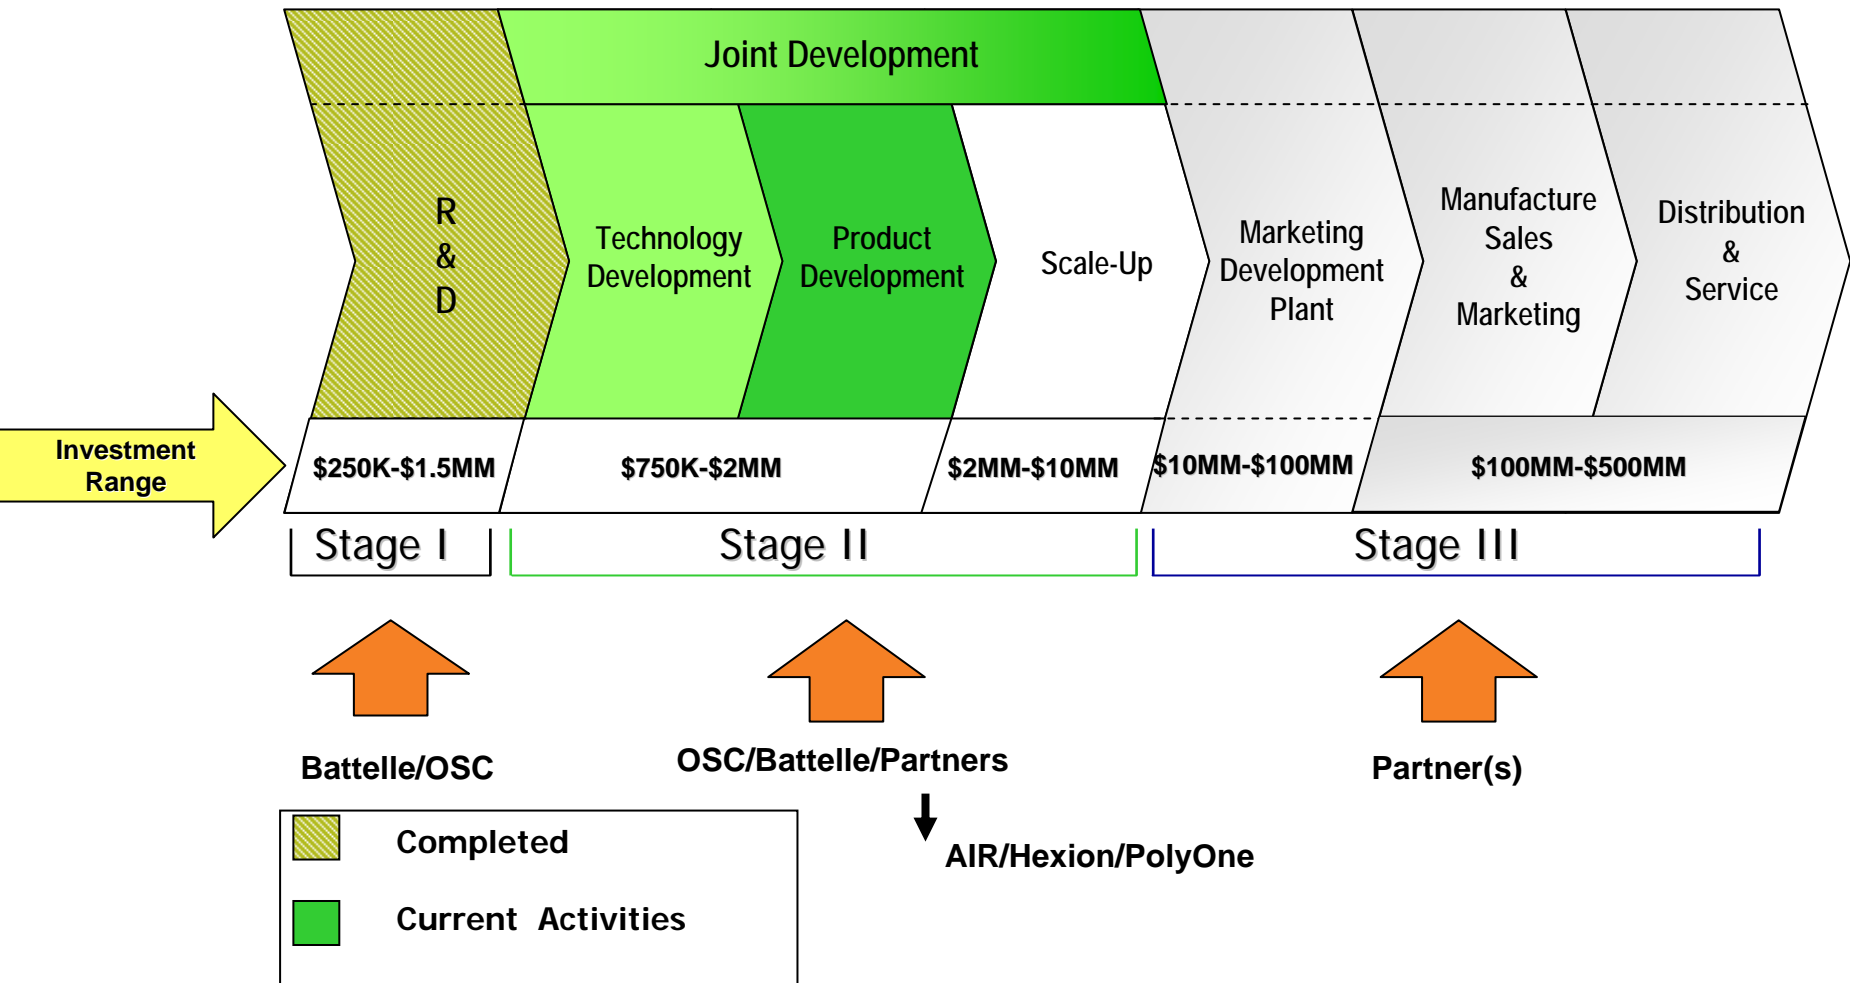 Joint Development
R
&
D
Technology
Development
Product
Development
Scale-Up
Marketing
Development
Plant
Manufacture
Sales
&
Marketing
Distribution
&
Service
Investment
Range
$250K-$1.5MM
$750K-$2MM
$2MM-$10MM
$10MM-$100MM
$100MM-$500MM
Stage I
Stage II
Stage III
Battelle/OSC
OSC/Battelle/Partners
Partner(s)
AIR/Hexion/PolyOne
Completed
Current Activities